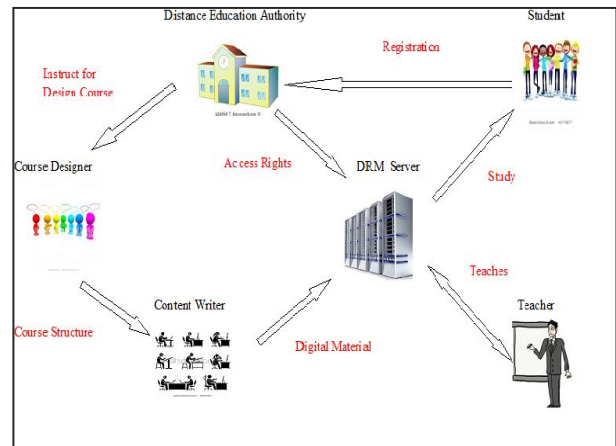 Distance Education Authority
Student
Registration
Instruct for
Design Course
Course Designer
Access Rights
DRM Server
Study
Teaches
Content Writer
Teacher
Course Structure
Digital Material